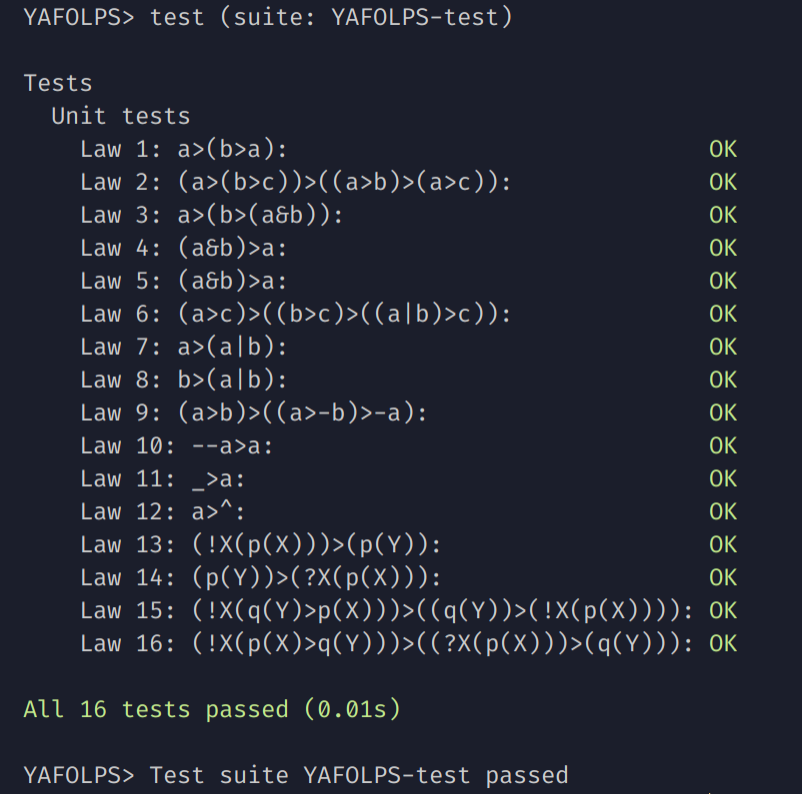 YAFOLPS> test (suite: YAFOLPS-test)
Tests
Unit tests
Law 1: a>(b>a): OK
Law 2: (a>(b>c))>((a>b)>(a>c)): OK
Law 3: a>(b>(a&b)): OK
Law 4: (a&b)>a: OK
Law 5: (a&b)>a: OK
Law 6: (a>c)>((b>c)>((a|b)>c)): OK
Law 7: a>(a|b): OK
Law 8: b>(a|b): OK
Law 9: (a>b)>((a>-b)>-a): OK
Law 10: --a>a: OK
Law 11: _>a: OK
Law 12: a>^: OK
Law 13: (!X(p(X)))>(p(Y)): OK
Law 14: (p(Y))>(?X(p(X))): OK
Law 15: (!X(q(Y)>p(X)))>((q(Y))>(!X(p(X)))): OK
Law 16: (!X(p(X)>q(Y)))>((?X(p(X)))>(q(Y))): OK
All 16 tests passed (0.01s)
YAFOLPS> Test suite YAFOLPS-test passed